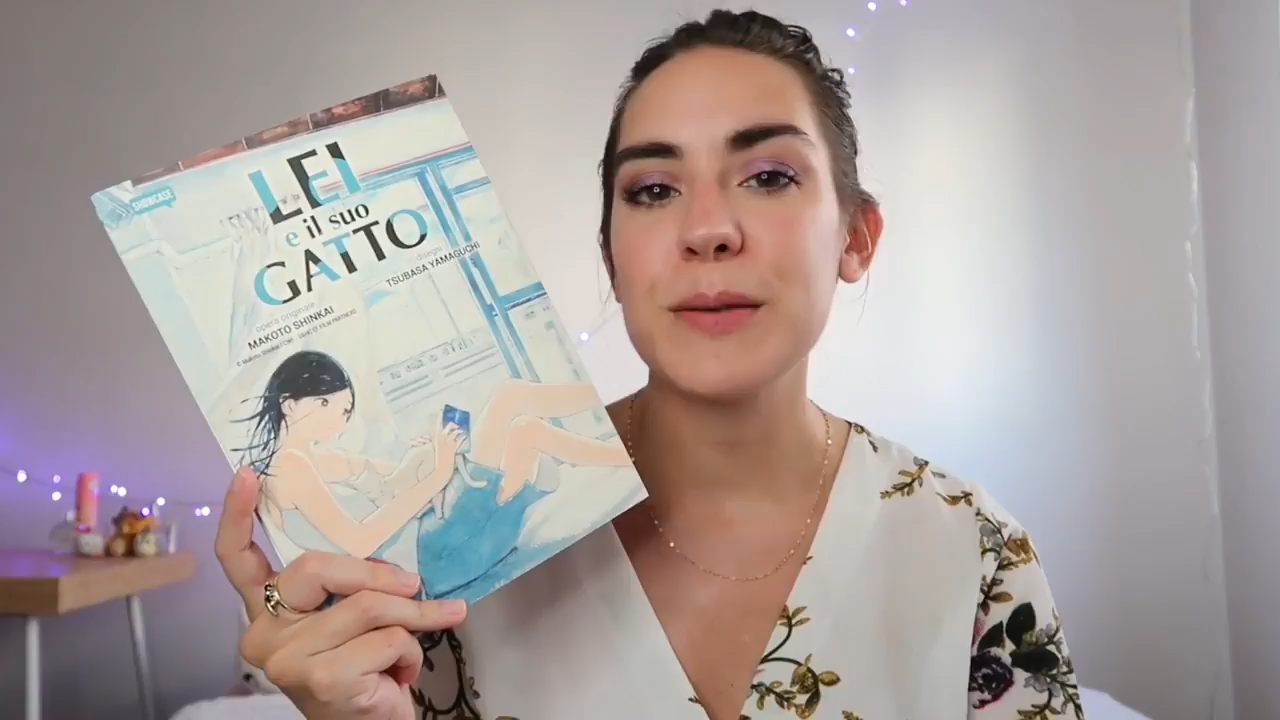 SHOWCASE
LEI
e il suo
GATTO
disegni
TSUBASA YAMAGUCHI
opera originale
MAKOTO SHINKAI